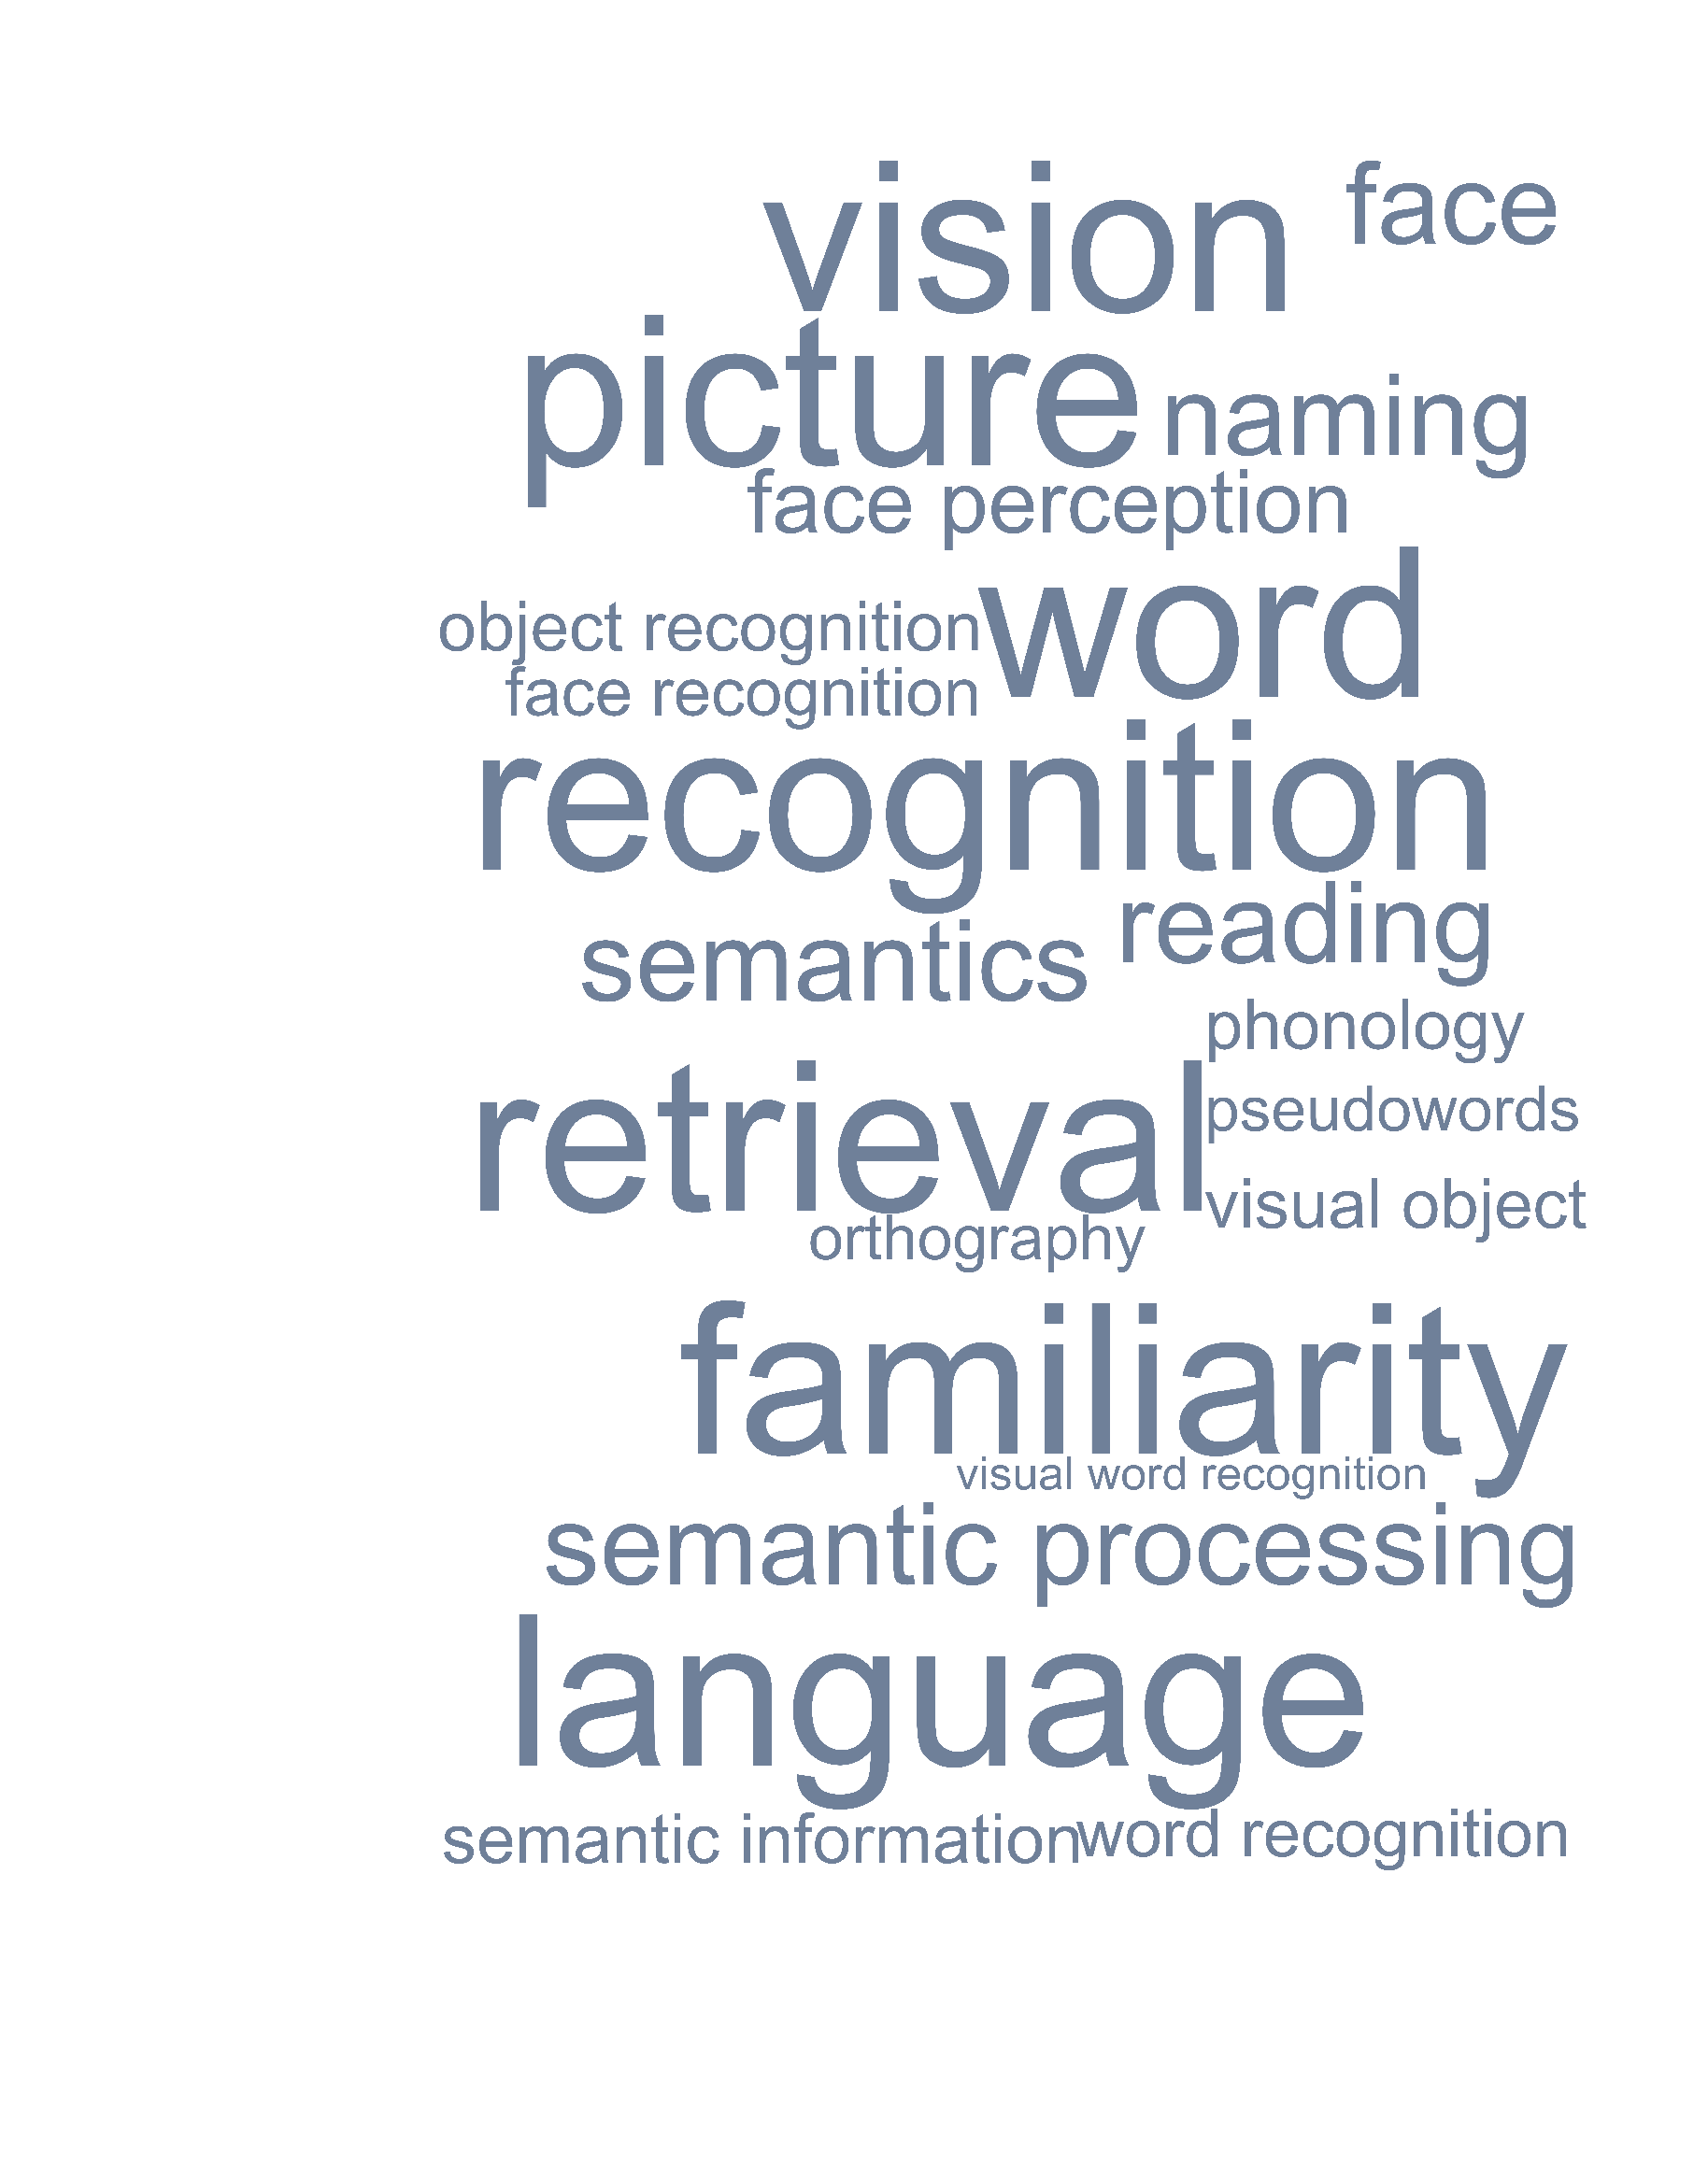 vision face
picture naming
face perception
object recognition word
face recognition
recognition
semantics reading
phonology
retrieval pseudowords
visual object
orthography
familiarity
visual word recognition
semantic processing
language
semantic information word recognition